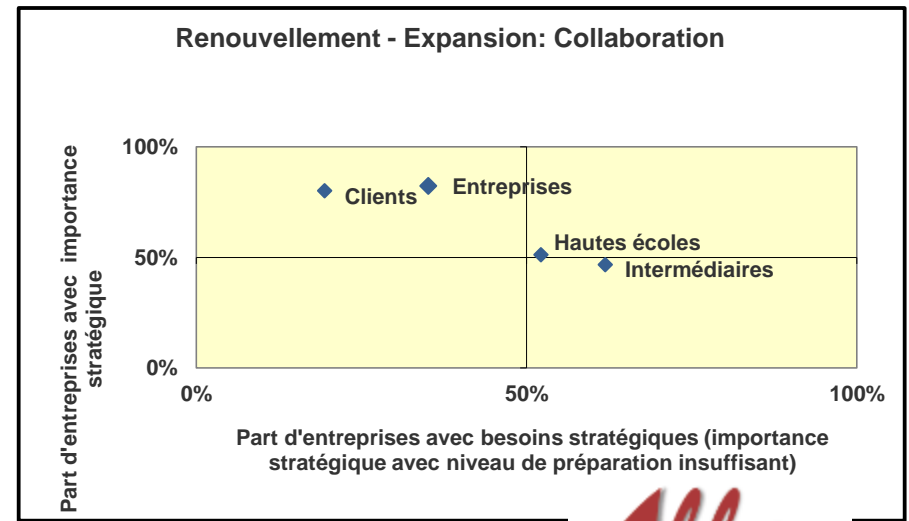 Renouvellement - Expansion: Collaboration
Part d'entreprises avec importance
stratégique
100%
50%
0%
Clients
Entreprises
Hautes écoles
Intermédiaires
0%
50%
100%
Part d'entreprises avec besoins stratégiques (importance
stratégique avec niveau de préparation insuffisant)